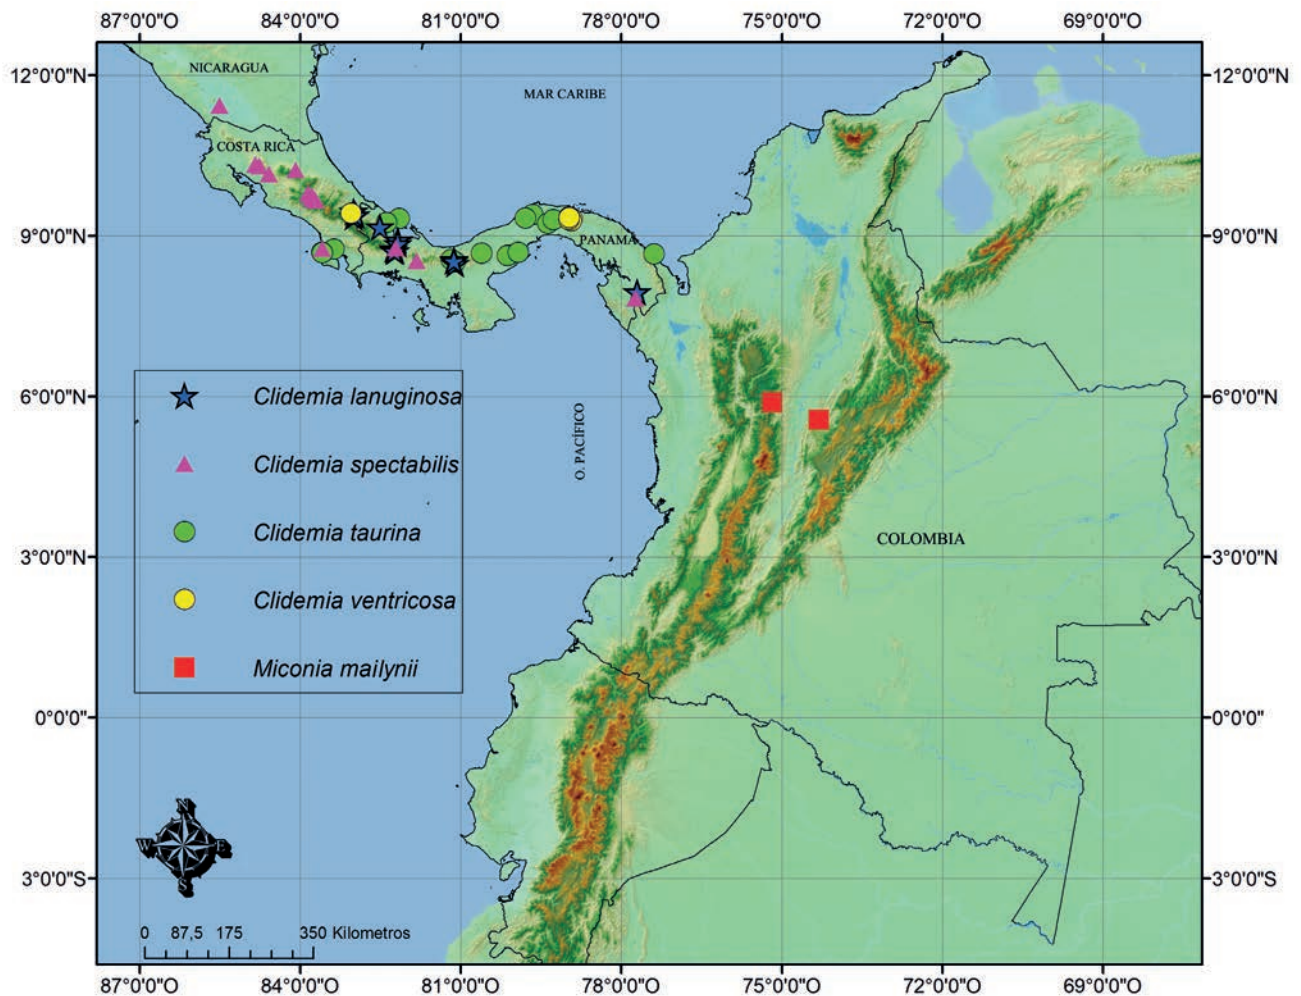 87°0'0"O 84°0'0"O 81°0'0"O 78°0'0"O 75°0'0"O 72°0'0"O 69°0'0"O
NICARAGUA
12°0'0"N 12°0'0"N
MAR CARIBE
COSTA RICA
9°0'0"N 9°0'0"N
PANAMA
6°0'0"N 6°0'0"N
Clidemia lanuginosa
O. PACÍFICO
Clidemia spectabilis
Clidemia taurina
COLOMBIA
3°0'0"N 3°0'0"N
Clidemia ventricosa
Miconia mailynii
0°0'0" 0°0'0"
N
W E
S
3°0'0"S 3°0'0"S
0 87,5 175 350 Kilometros
87°0'0"O 84°0'0"O 81°0'0"O 78°0'0"O 75°0'0"O 72°0'0"O 69°0'0"O